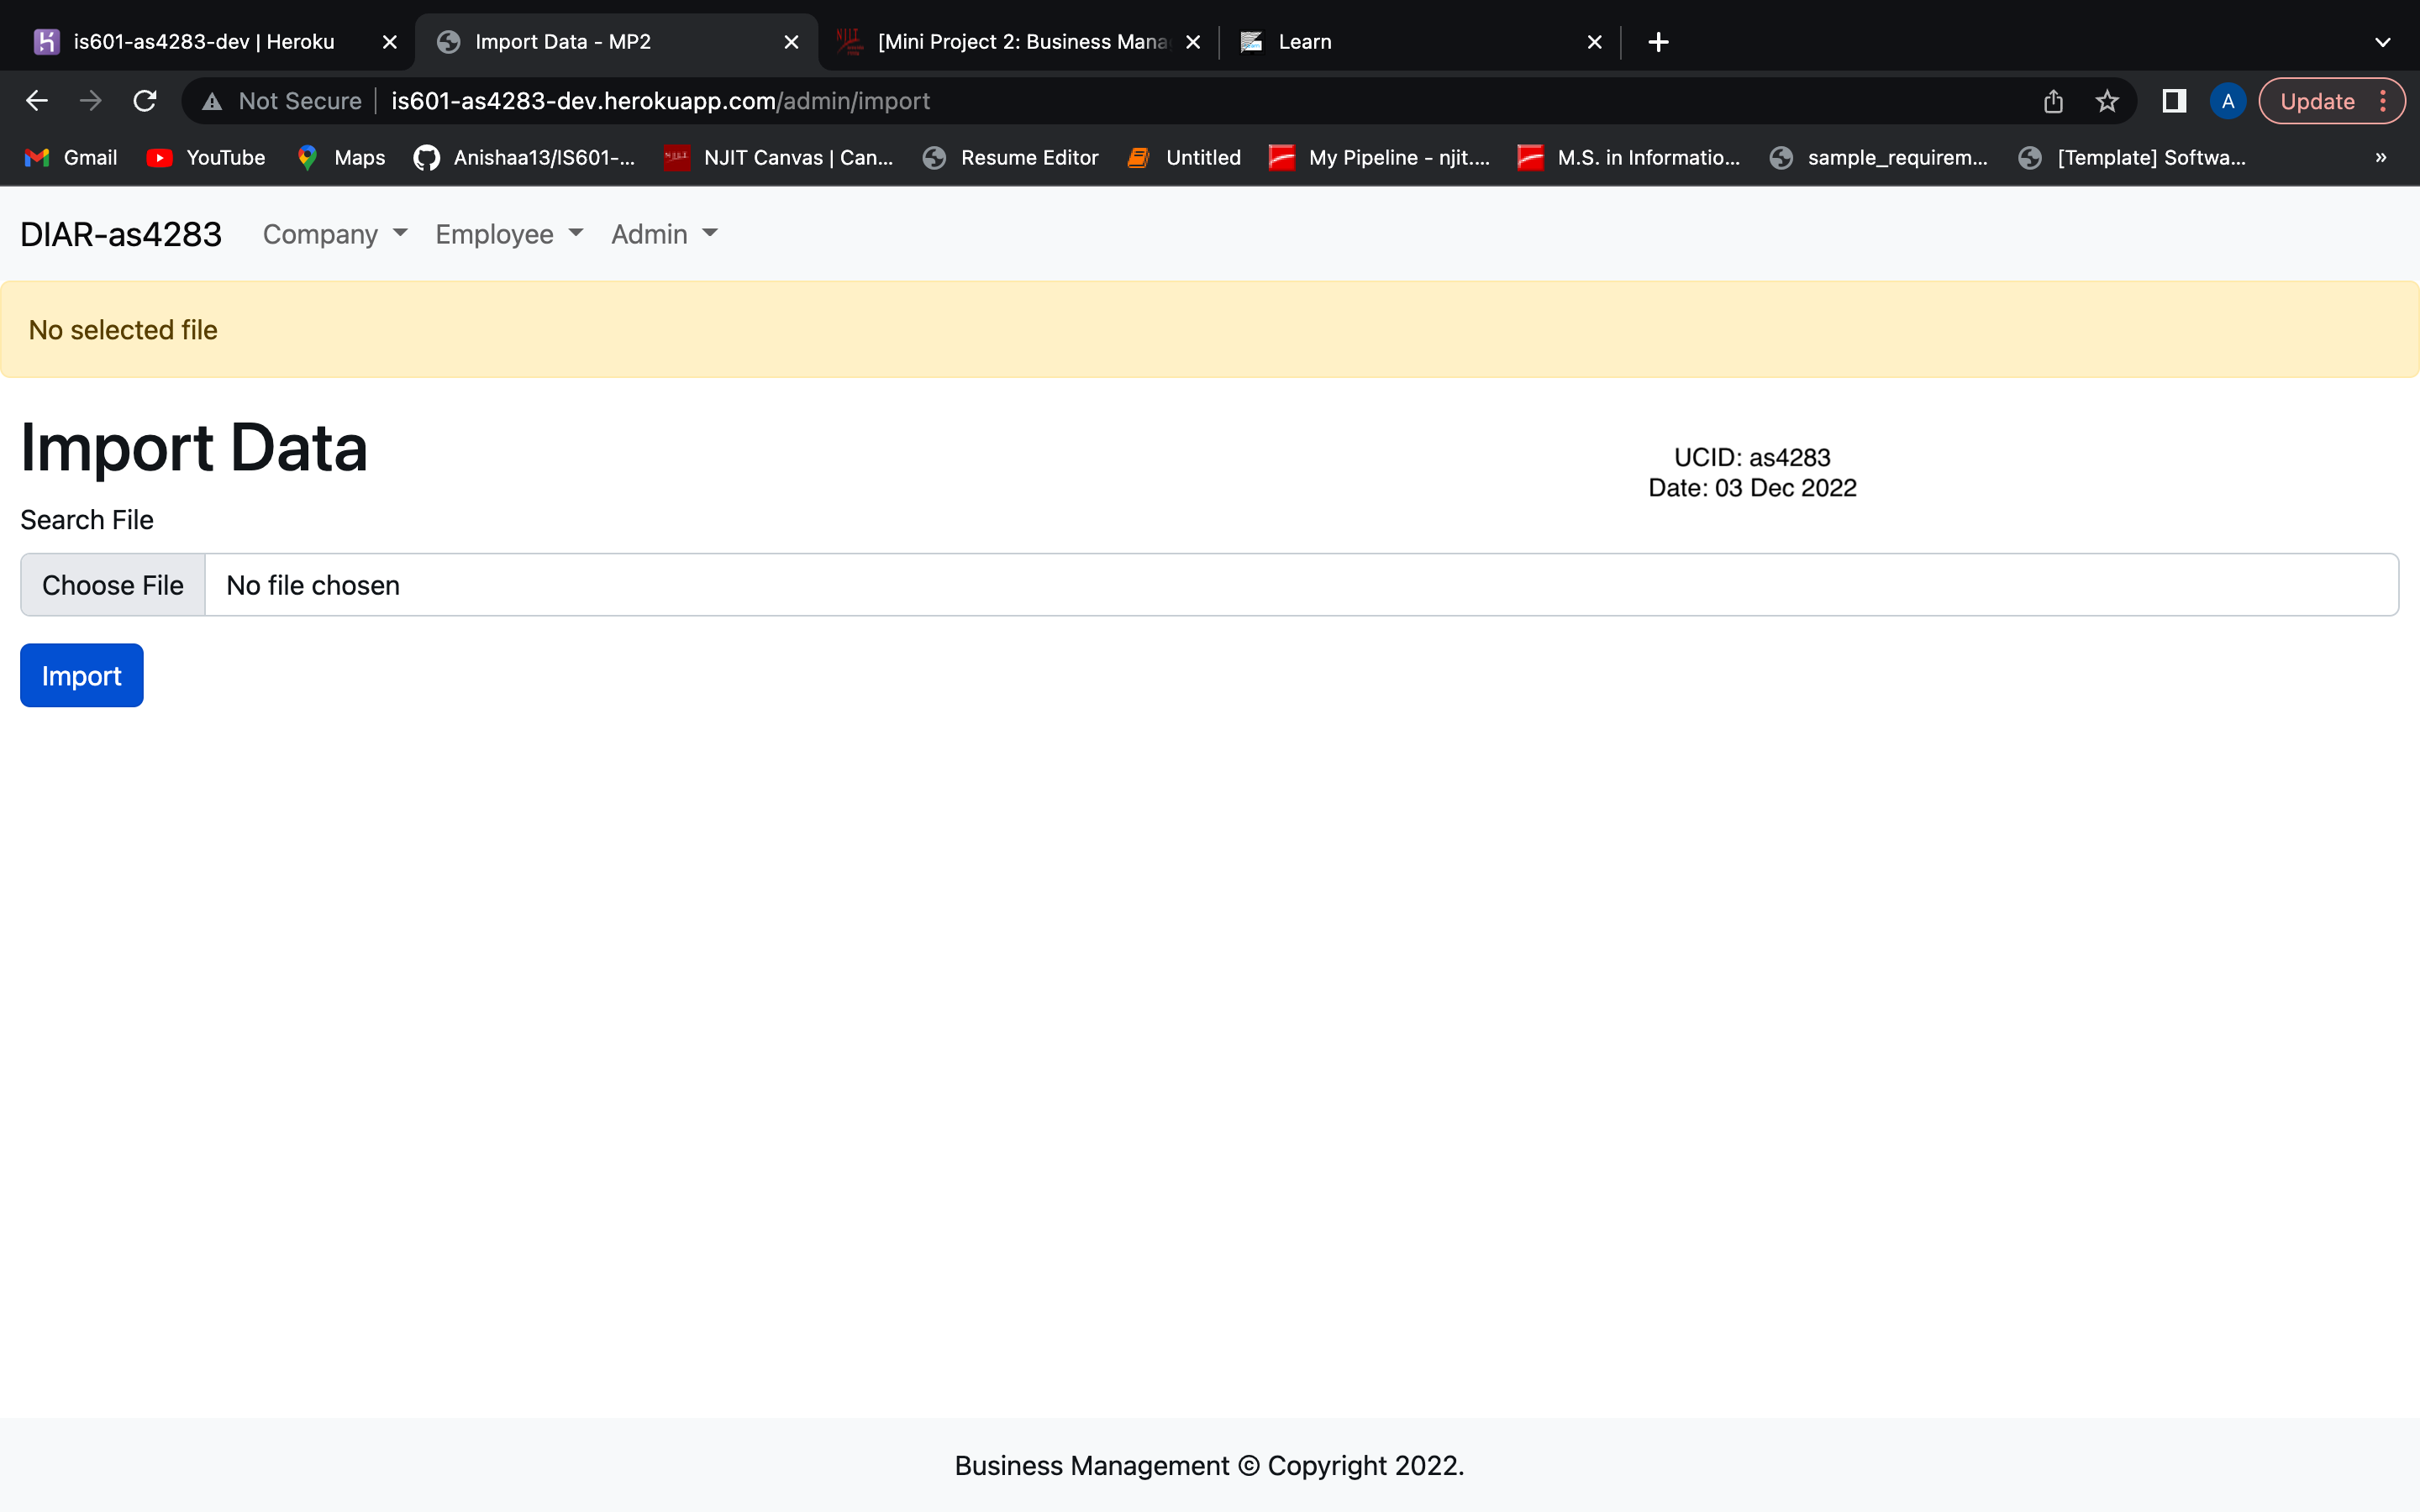 is601-as4283-dev | Heroku
Import Data - MP2
[Mini Project 2: Business Mana
Learn
Not Secure
is601-as4283-dev.herokuapp.com/admin/import
A
Update
Gmail
YouTube
Maps
Anishaa13/IS601-...
NJIT Canvas | Can...
Resume Editor
Untitled
My Pipeline - njit....
M.S. in Informatio...
sample_requirem...
[Template] Softwa...
»
DIAR-as4283
Company
Employee
Admin
No selected file
Import Data
UCID: as4283
Date: 03 Dec 2022
Search File
Choose File
No file chosen
Import
Business Management © Copyright 2022.